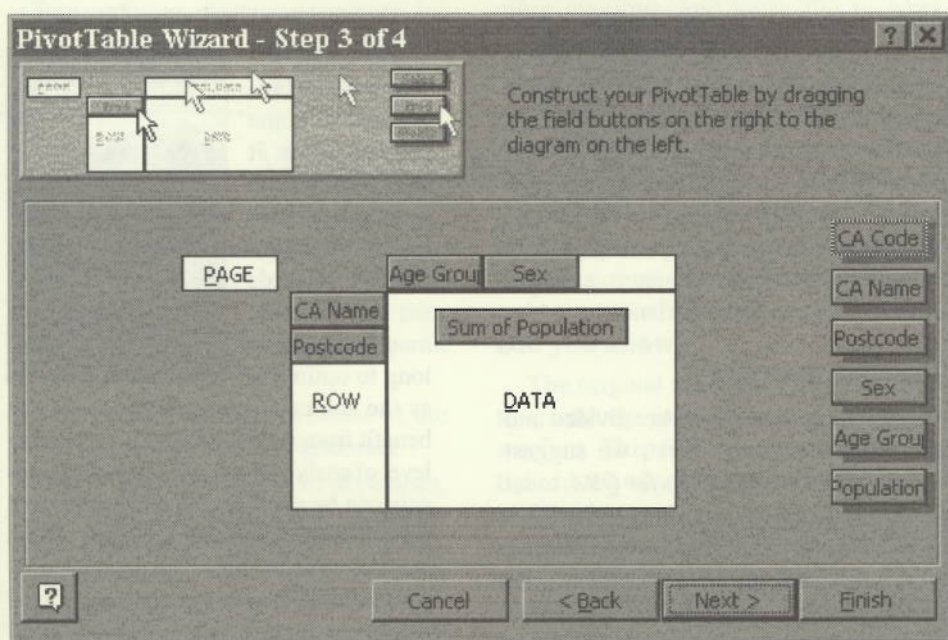 PivotTable Wizard - Step 3 of 4
Construct your PivotTable by dragging
the field buttons on the right to the
diagram on the left.
PAGE
Age Grou
Sex
CA Name
Postcode
Sum of Population
ROW
DATA
CA Code
CA Name
Postcode
Sex
Age Grou
Population
Cancel
< Back
Next >
Finish